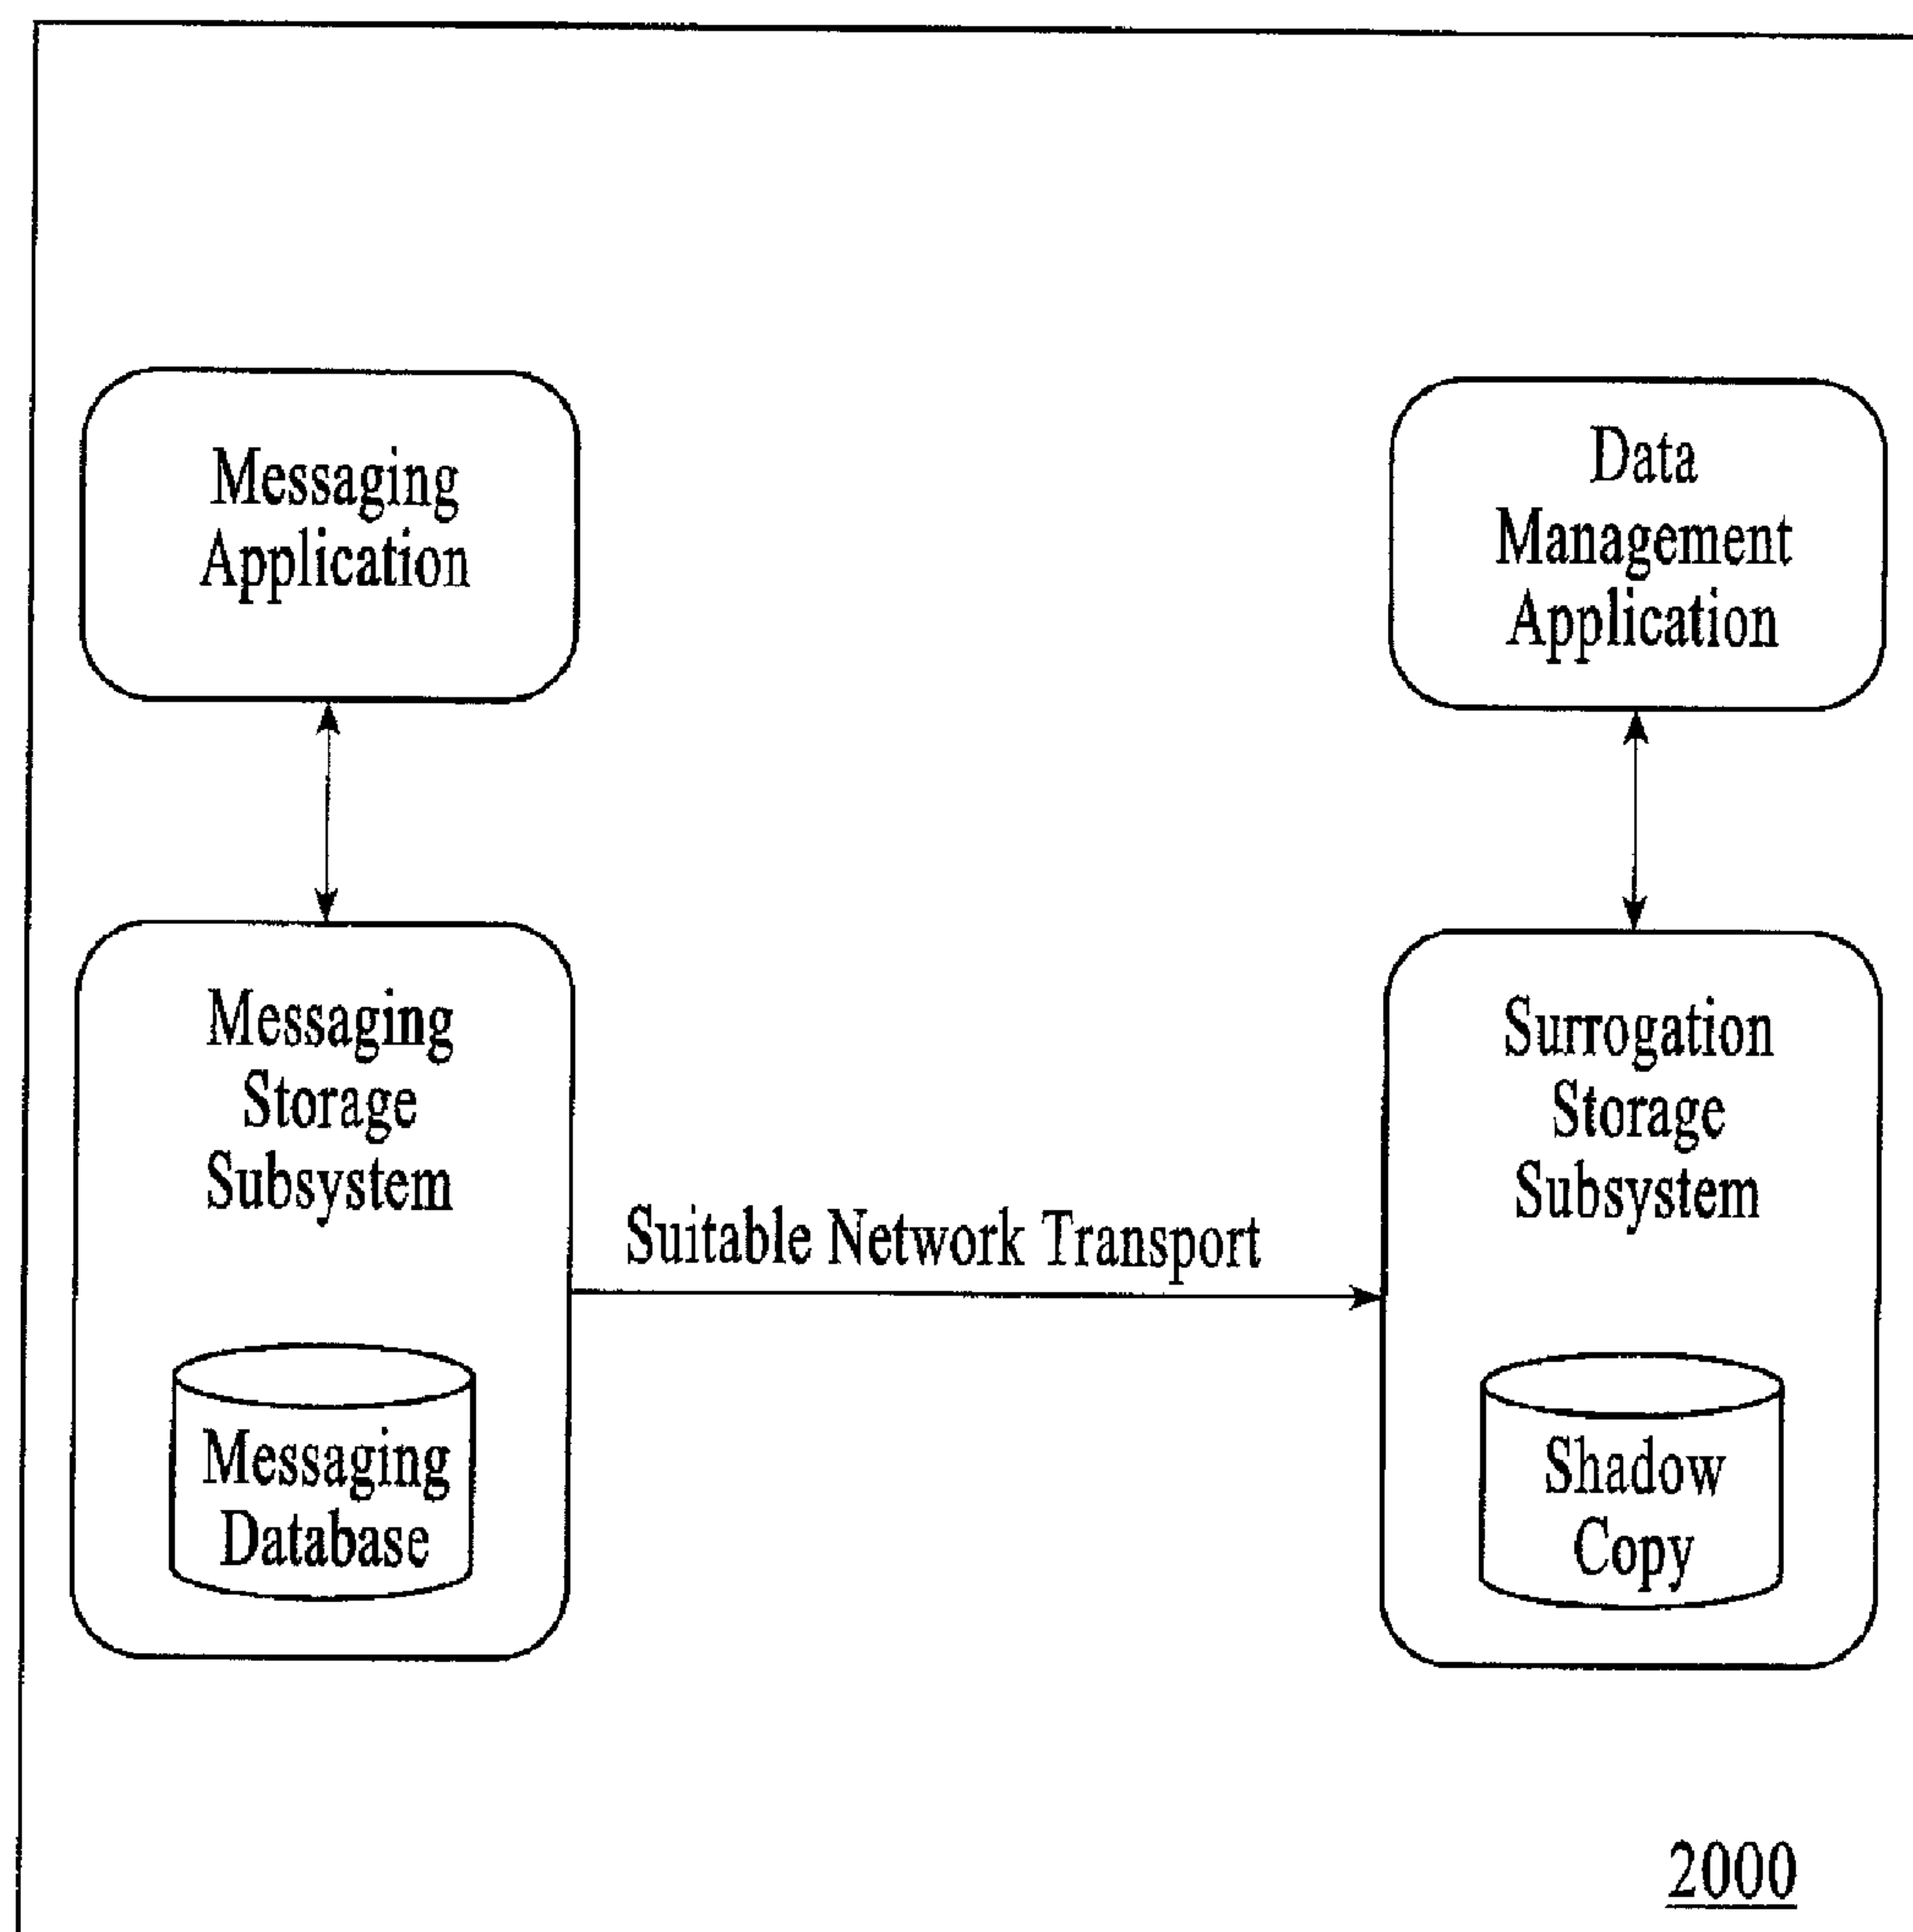 Messaging
Application
Data
Management
Application
Messaging
Storage
Subsystem
Surrogation
Storage
Subsystem
Suitable Network Transport
Messaging
Database
Shadow
Copy
2000